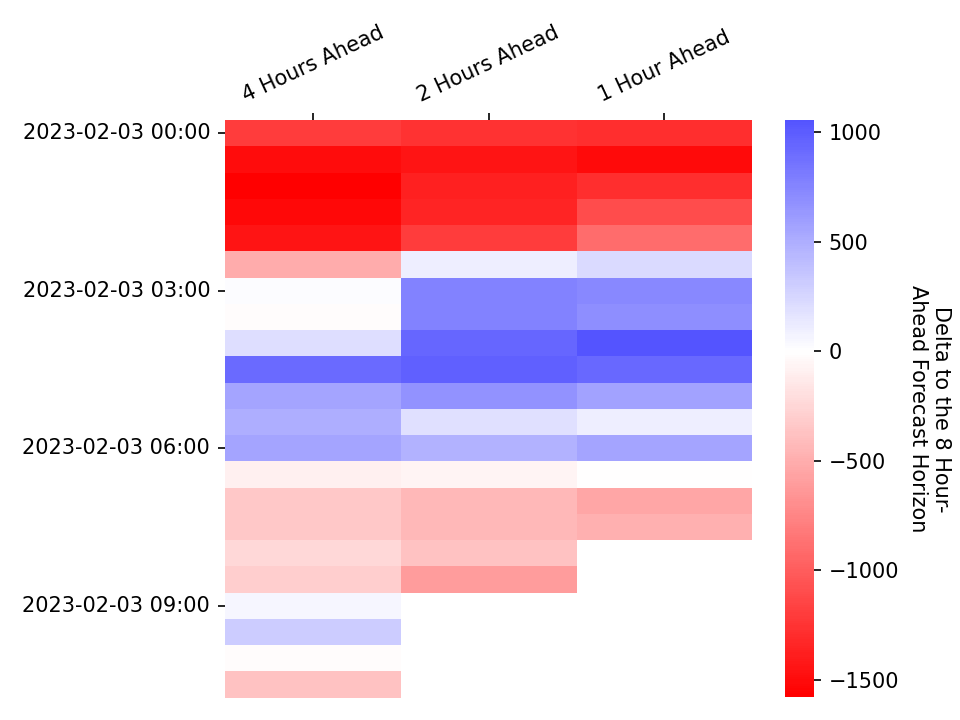 4 Hours Ahead
2 Hours Ahead
1 Hour Ahead
2023-02-03 00:00
2023-02-03 03:00
2023-02-03 06:00
2023-02-03 09:00
1000
500
0
−500
−1000
−1500
Delta to the 8 Hour-
Ahead Forecast Horizon